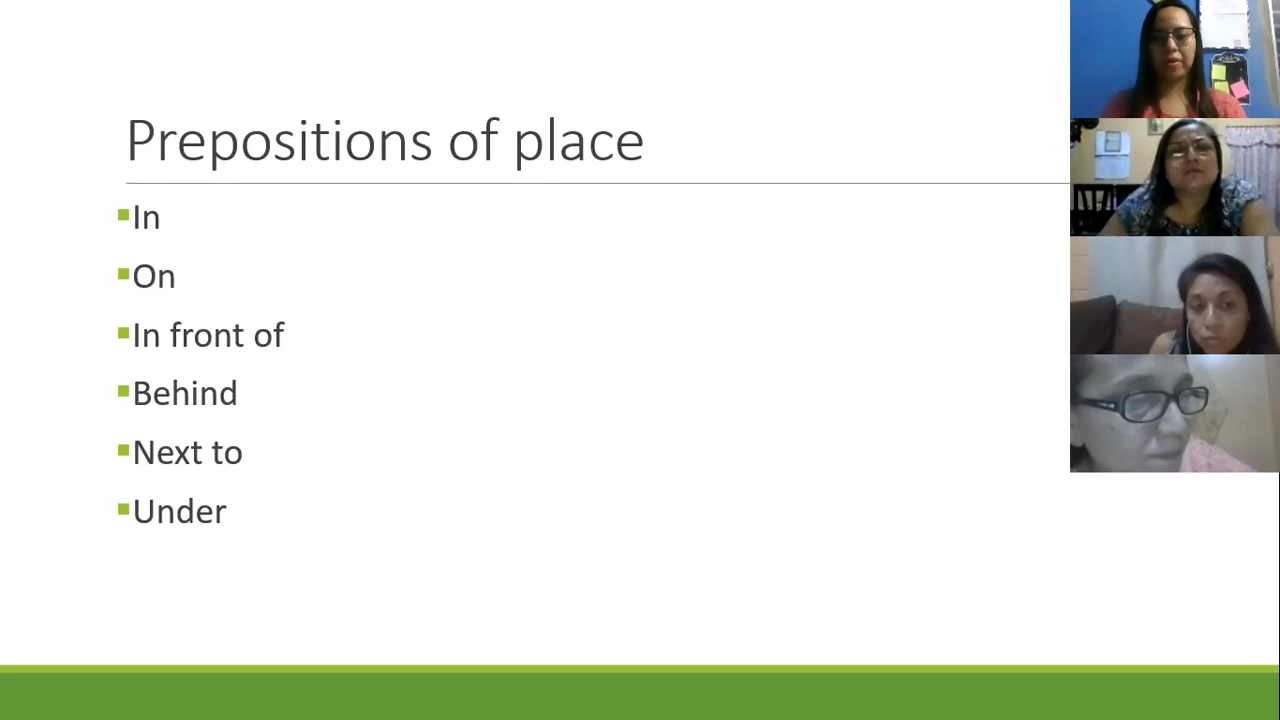 Prepositions of place
In
On
In front of
Behind
Next to
Under